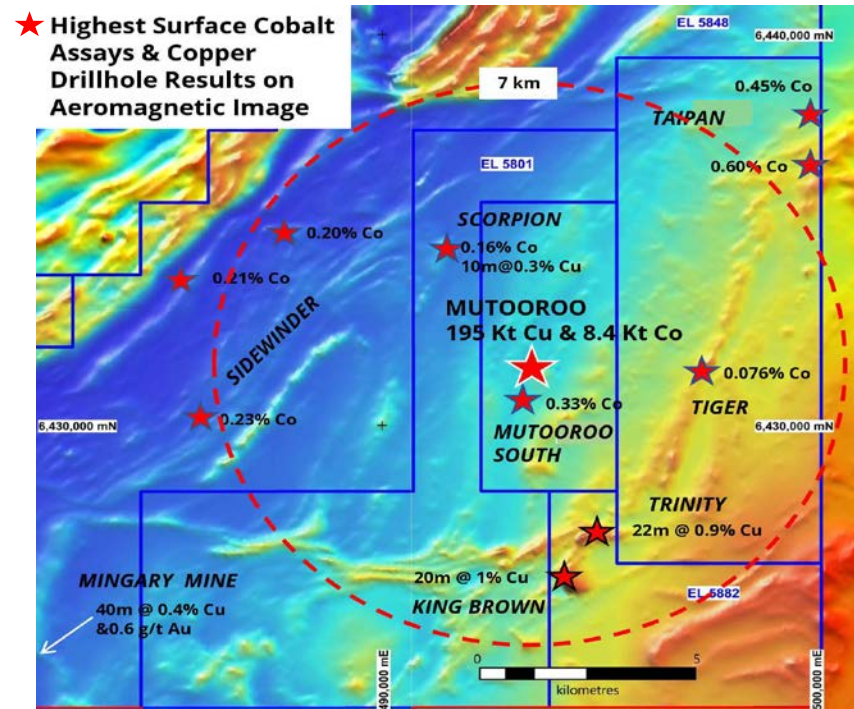 Highest Surface Cobalt
Assays & Copper
Drillhole Results on
Aeromagnetic Image
EL 5848
6,440,000 mN
7 km
0.45% Co
TAIPAN
EL 5801
0.60% Co
SCORPION
0.20% Co
0.16% Co
10m@0.3% Cu
0.21% Co
MUTOOROO
195 Kt Cu & 8.4 Kt Co
SIDEWINDER
0.076% Co
0.33% Co
TIGER
0.23% Co
6,430,000 mN
6,430,000 mN
MUTOOROO
SOUTH
TRINITY
22m @ 0.9% Cu
MINGARY MINE
20m @ 1% Cu
40m @ 0.4% Cu
&0.6 g/t Au
KING BROWN
EL 5882
490,000 mE
500,000 mE
0
5
kilometres